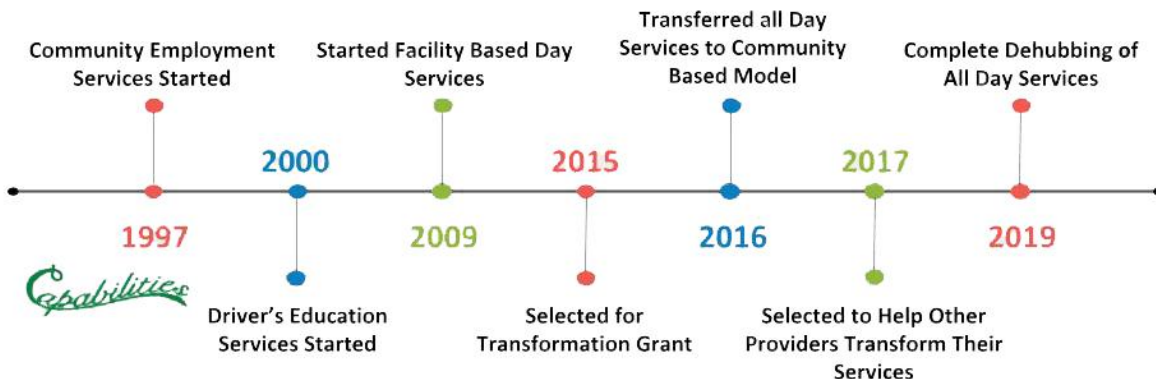 Community Employment
Services Started
Started Facility Based Day
Services
Transferred all Day
Services to Community
Based Model
Complete Dehubbing of
All Day Services
2000
2015
2017
1997
2009
2016
2019
Capabilities
Driver's Education
Services Started
Selected for
Transformation Grant
Selected to Help Other
Providers Transform Their
Services